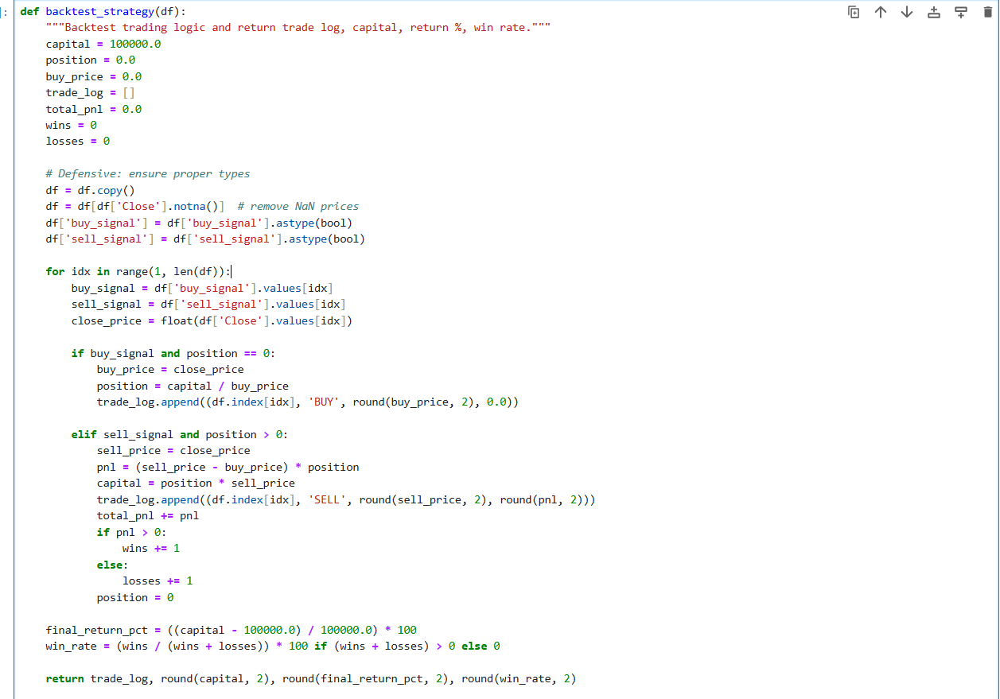 ]:
def backtest_strategy(df):
    """Backtest trading logic and return trade log, capital, return %, win rate."""
    capital = 100000.0
    position = 0.0
    buy_price = 0.0
    trade_log = []
    total_pnl = 0.0
    wins = 0
    losses = 0

    # Defensive: ensure proper types
    df = df.copy()
    df = df[df['Close'].notna()]  # remove NaN prices
    df['buy_signal'] = df['buy_signal'].astype(bool)
    df['sell_signal'] = df['sell_signal'].astype(bool)

    for idx in range(1, len(df)):
        buy_signal = df['buy_signal'].values[idx]
        sell_signal = df['sell_signal'].values[idx]
        close_price = float(df['Close'].values[idx])

        if buy_signal and position == 0:
            buy_price = close_price
            position = capital / buy_price
            trade_log.append((df.index[idx], 'BUY', round(buy_price, 2), 0.0))

        elif sell_signal and position > 0:
            sell_price = close_price
            pnl = (sell_price - buy_price) * position
            capital = position * sell_price
            trade_log.append((df.index[idx], 'SELL', round(sell_price, 2), round(pnl, 2)))
            total_pnl += pnl
            if pnl > 0:
                wins += 1
            else:
                losses += 1
            position = 0

    final_return_pct = ((capital - 100000.0) / 100000.0) * 100
    win_rate = (wins / (wins + losses)) * 100 if (wins + losses) > 0 else 0

    return trade_log, round(capital, 2), round(final_return_pct, 2), round(win_rate, 2)